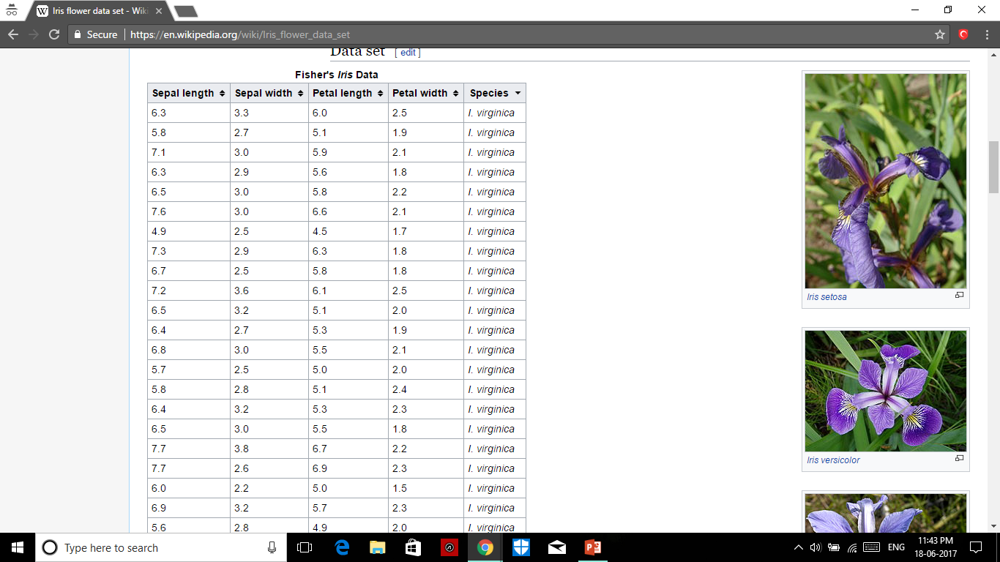 Iris flower data set - Wiki
Secure https://en.wikipedia.org/wiki/Iris_flower_data_set
Data set [ edit ]
Fisher's Iris Data
Sepal length Sepal width Petal length Petal width Species
6.3 3.3 6.0 2.5 I. virginica
5.8 2.7 5.1 1.9 I. virginica
7.1 3.0 5.9 2.1 I. virginica
6.3 2.9 5.6 1.8 I. virginica
6.5 3.0 5.8 2.2 I. virginica
7.6 3.0 6.6 2.1 I. virginica
4.9 2.5 4.5 1.7 I. virginica
7.3 2.9 6.3 1.8 I. virginica
6.7 2.5 5.8 1.8 I. virginica
7.2 3.6 6.1 2.5 I. virginica
6.5 3.2 5.1 2.0 I. virginica
6.4 2.7 5.3 1.9 I. virginica
6.8 3.0 5.5 2.1 I. virginica
5.7 2.5 5.0 2.0 I. virginica
5.8 2.8 5.1 2.4 I. virginica
6.4 3.2 5.3 2.3 I. virginica
6.5 3.0 5.5 1.8 I. virginica
7.7 3.8 6.7 2.2 I. virginica
7.7 2.6 6.9 2.3 I. virginica
6.0 2.2 5.0 1.5 I. virginica
6.9 3.2 5.7 2.3 I. virginica
5.6 2.8 4.9 2.0 I. virginica
Iris setosa
Iris versicolor
Type here to search
ENG
11:43 PM
18-06-2017